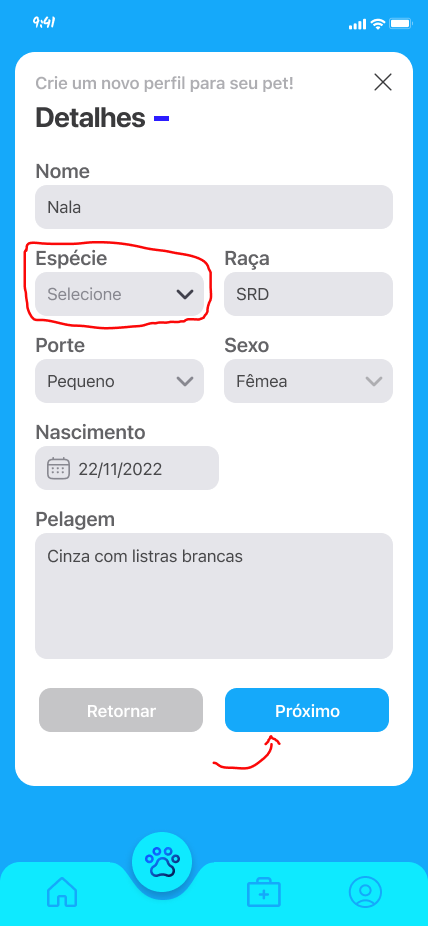 9:41
Crie um novo perfil para seu pet!
Detalhes
Nome
Nala
Espécie Raça
Selecione SRD
Porte Sexo
Pequeno Fêmea
Nascimento
22/11/2022
Pelagem
Cinza com listras brancas
Retornar Próximo